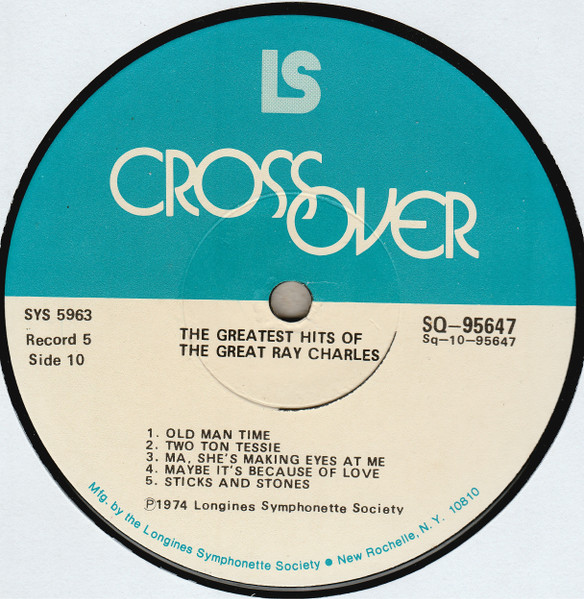 LS
CROSSOVER
SYS 5963
Record 5
Side 10
THE GREATEST HITS OF
THE GREAT RAY CHARLES
SQ-95647
Sq-10-95647
1. OLD MAN TIME
2. TWO TON TESSIE
3. MA, SHE'S MAKING EYES AT ME
4. MAYBE IT'S BECAUSE OF LOVE
5. STICKS AND STONES
Ⓟ1974 Longines Symphonette Society
Mfg. by the Longines Symphonette Society ● New Rochelle, N.Y. 10810